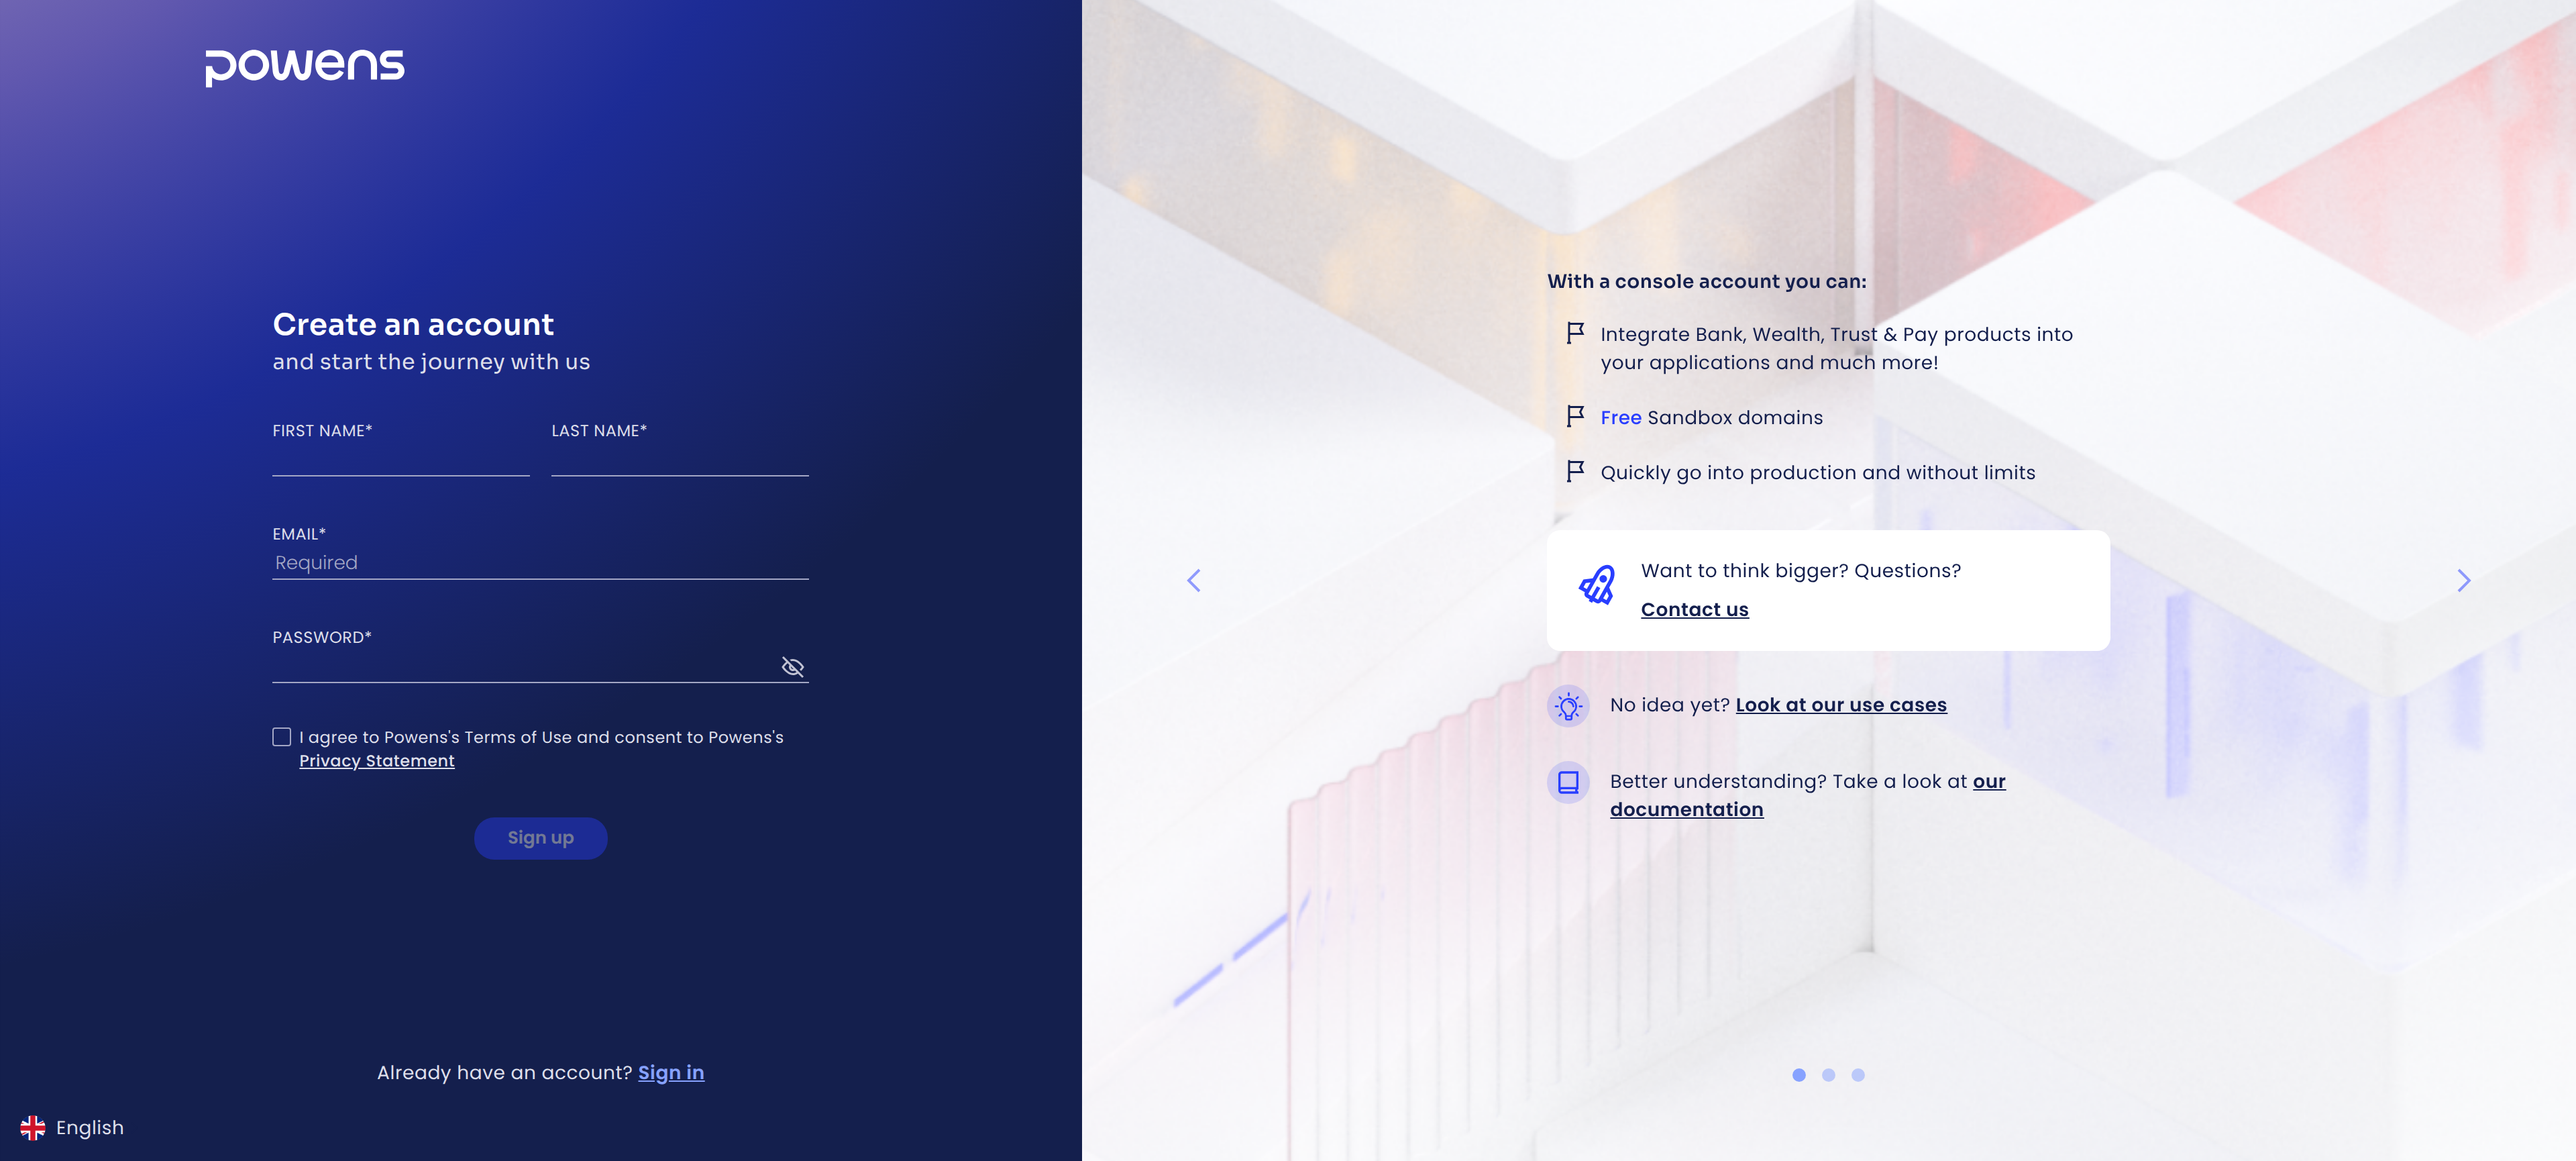 powens
Create an account
and start the journey with us
FIRST NAME*
LAST NAME*
EMAIL*
Required
PASSWORD*
I agree to Powens's Terms of Use and consent to Powens's
Privacy Statement
Sign up
Already have an account? Sign in
English
With a console account you can:
Integrate Bank, Wealth, Trust & Pay products into
your applications and much more!
Free Sandbox domains
Quickly go into production and without limits
Want to think bigger? Questions?
Contact us
No idea yet? Look at our use cases
Better understanding? Take a look at our
documentation